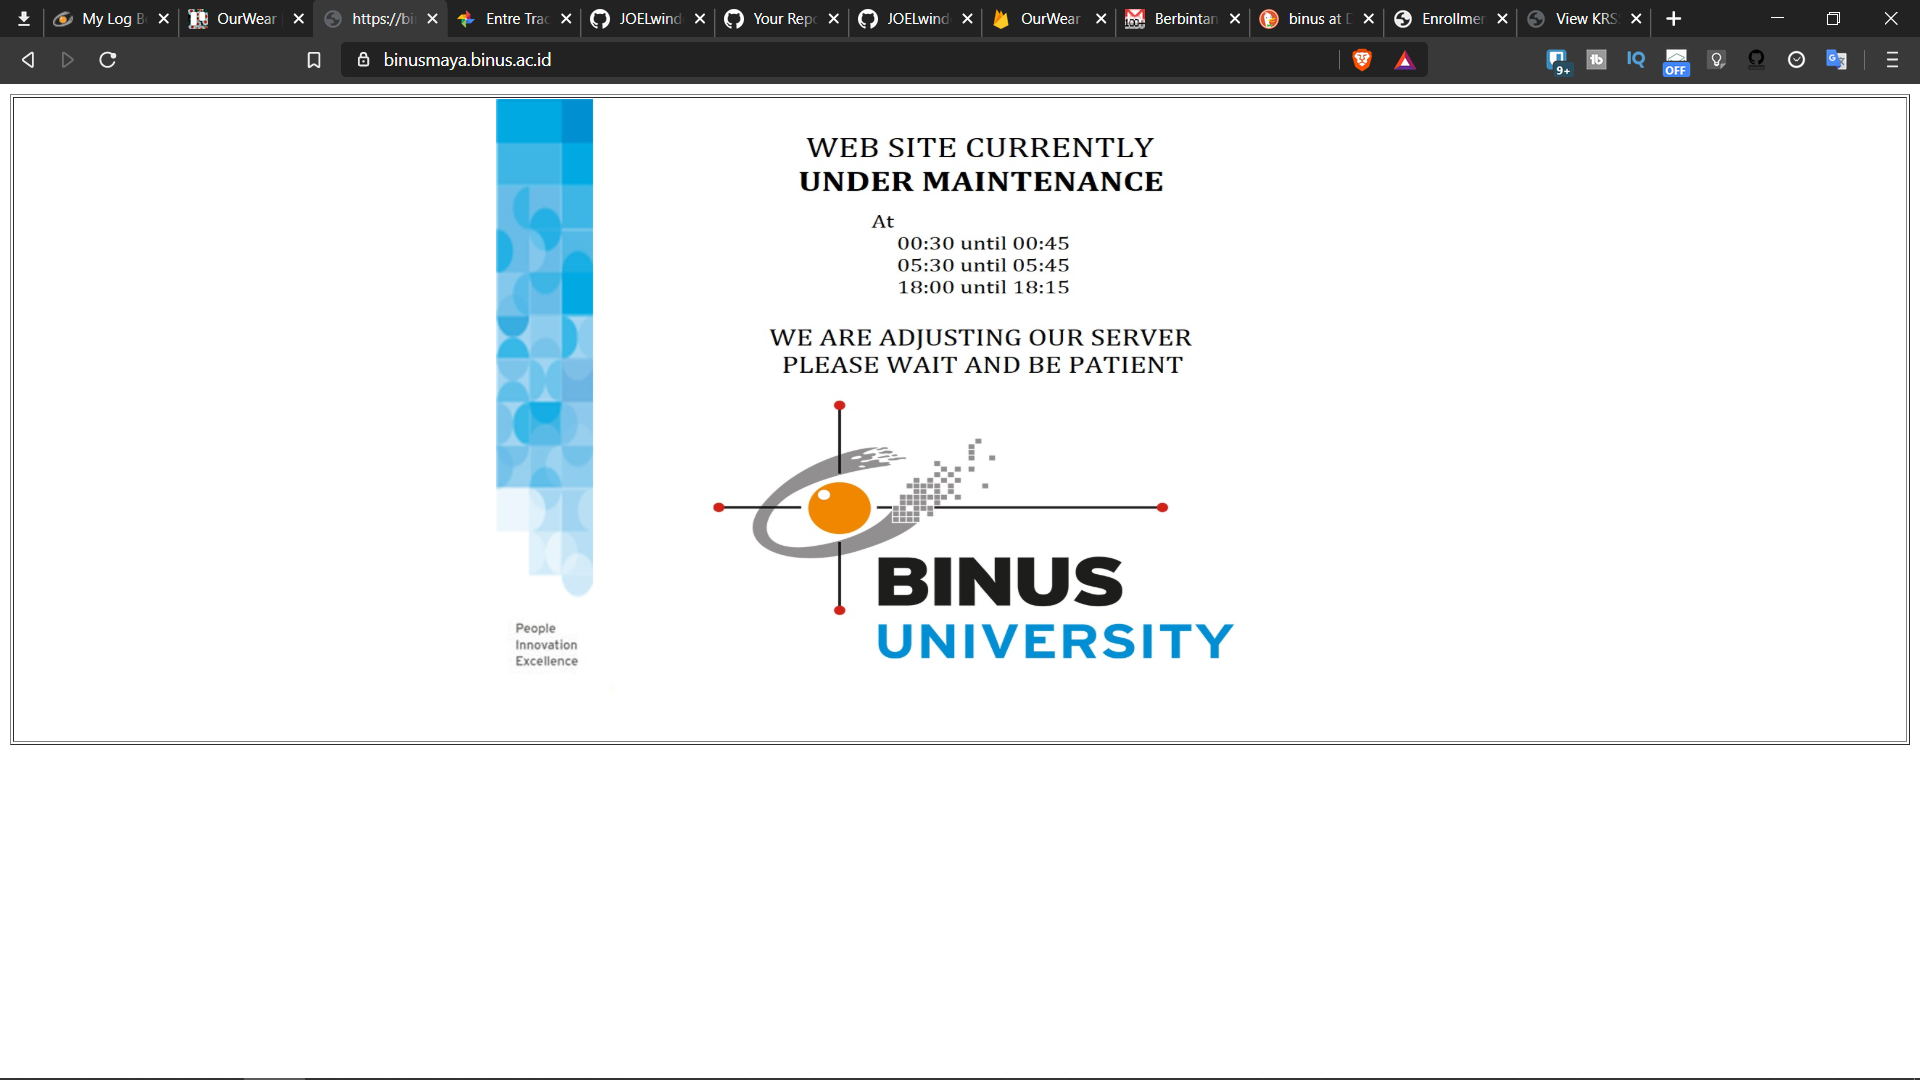 My Log B
OurWear
https://bi
Entre Trac
JOELwind
Your Repo
JOELwind
OurWear
100+
Berbintan
binus at D
Enrollmen
View KRS
binusmaya.binus.ac.id
9+
tb
IQ
OFF
WEB SITE CURRENTLY
UNDER MAINTENANCE
At
00:30 until 00:45
05:30 until 05:45
18:00 until 18:15
WE ARE ADJUSTING OUR SERVER
PLEASE WAIT AND BE PATIENT
BINUS
UNIVERSITY
People
Innovation
Excellence